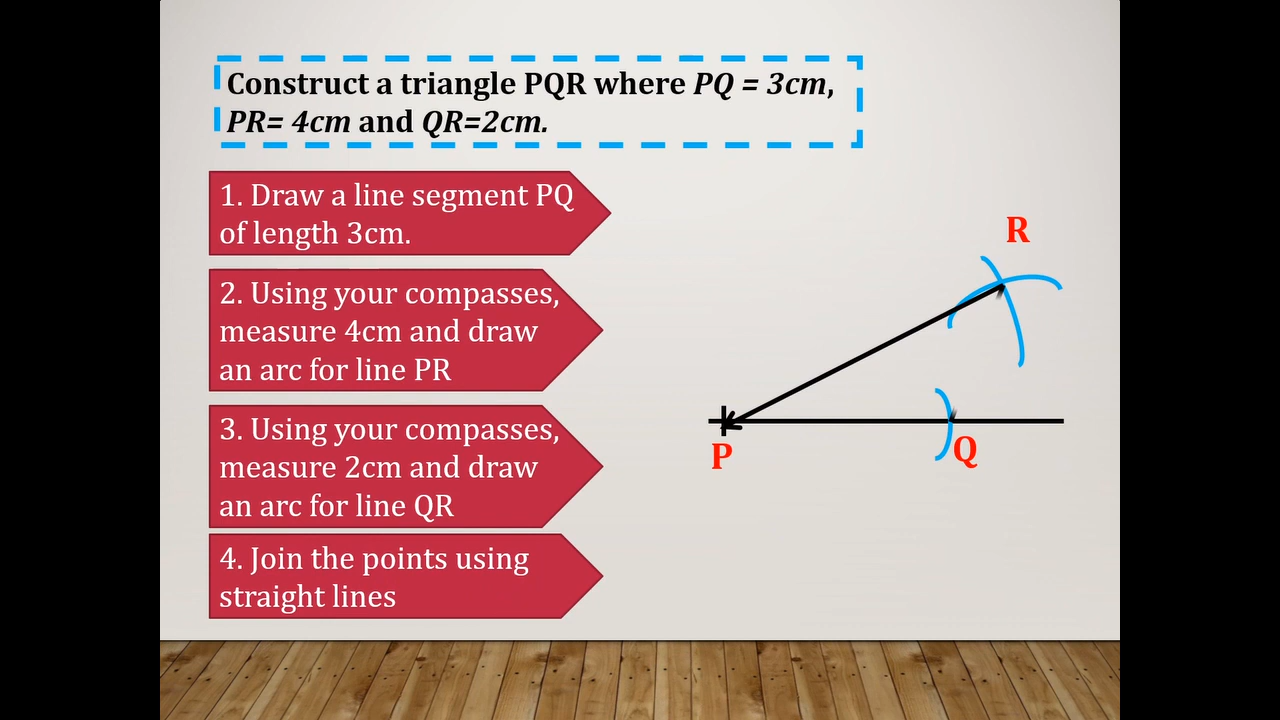 Construct a triangle PQR where PQ = 3cm,
PR= 4cm and QR=2cm.
1. Draw a line segment PQ
of length 3cm.
2. Using your compasses,
measure 4cm and draw
an arc for line PR
3. Using your compasses,
measure 2cm and draw
an arc for line QR
4. Join the points using
straight lines
R
P
Q